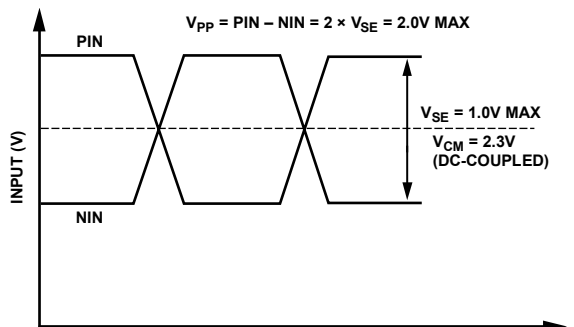 V_PP = PIN – NIN = 2 × V_SE = 2.0V MAX
PIN
V_SE = 1.0V MAX
V_CM = 2.3V
(DC-COUPLED)
INPUT (V)
NIN